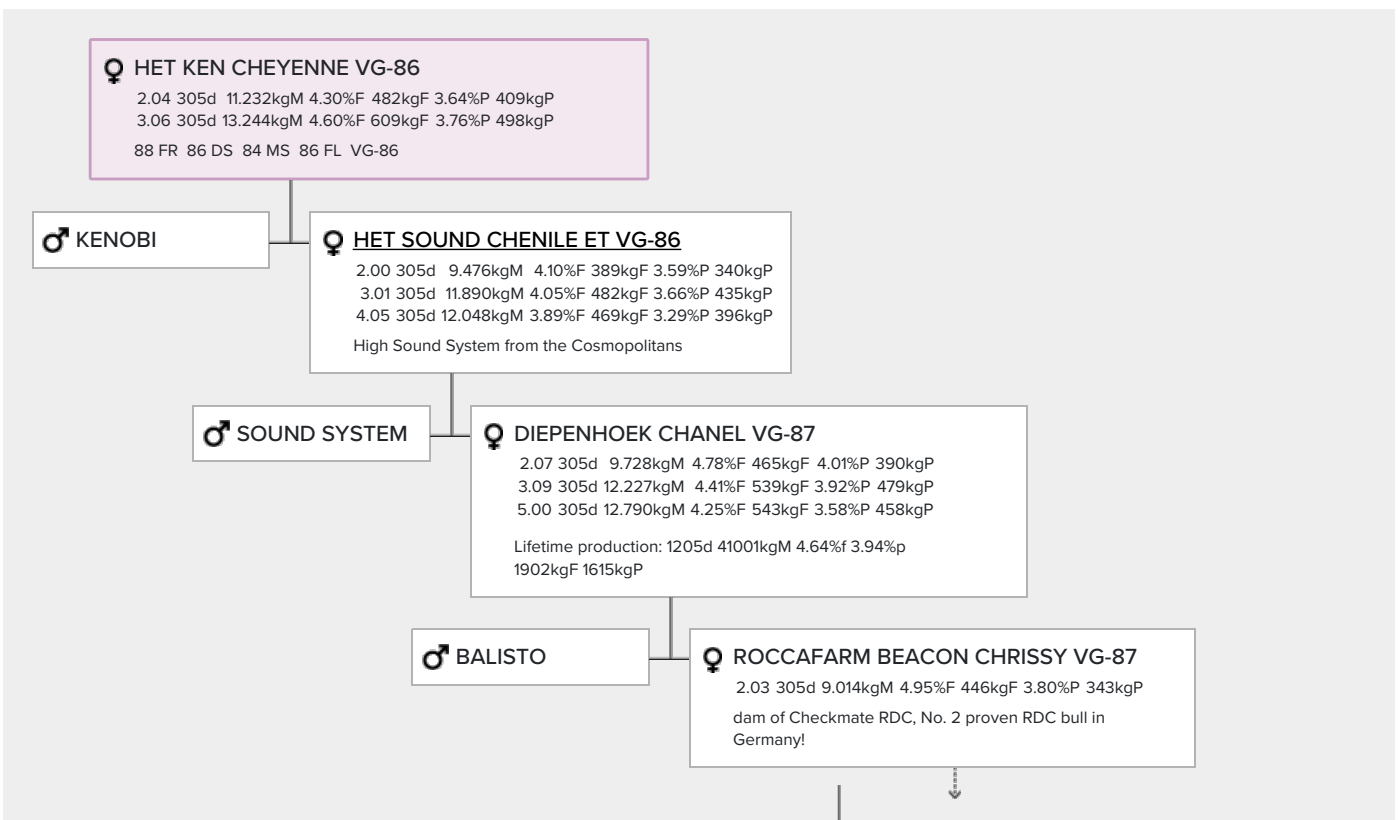 HET KEN CHEYENNE VG-86
2.04 305d 11.232kgM 4.30%F 482kgF 3.64%P 409kgP
3.06 305d 13.244kgM 4.60%F 609kgF 3.76%P 498kgP
88 FR 86 DS 84 MS 86 FL VG-86
KENOBI
HET SOUND CHENILE ET VG-86
2.00 305d 9.476kgM 4.10%F 389kgF 3.59%P 340kgP
3.01 305d 11.890kgM 4.05%F 482kgF 3.66%P 435kgP
4.05 305d 12.048kgM 3.89%F 469kgF 3.29%P 396kgP
High Sound System from the Cosmopolitans
SOUND SYSTEM
DIEPENHOEK CHANEL VG-87
2.07 305d 9.728kgM 4.78%F 465kgF 4.01%P 390kgP
3.09 305d 12.227kgM 4.41%F 539kgF 3.92%P 479kgP
5.00 305d 12.790kgM 4.25%F 543kgF 3.58%P 458kgP
Lifetime production: 1205d 41001kgM 4.64%f 3.94%p
1902kgF 1615kgP
BALISTO
ROCCAFARM BEACON CHRISSY VG-87
2.03 305d 9.014kgM 4.95%F 446kgF 3.80%P 343kgP
dam of Checkmate RDC, No. 2 proven RDC bull in
Germany!